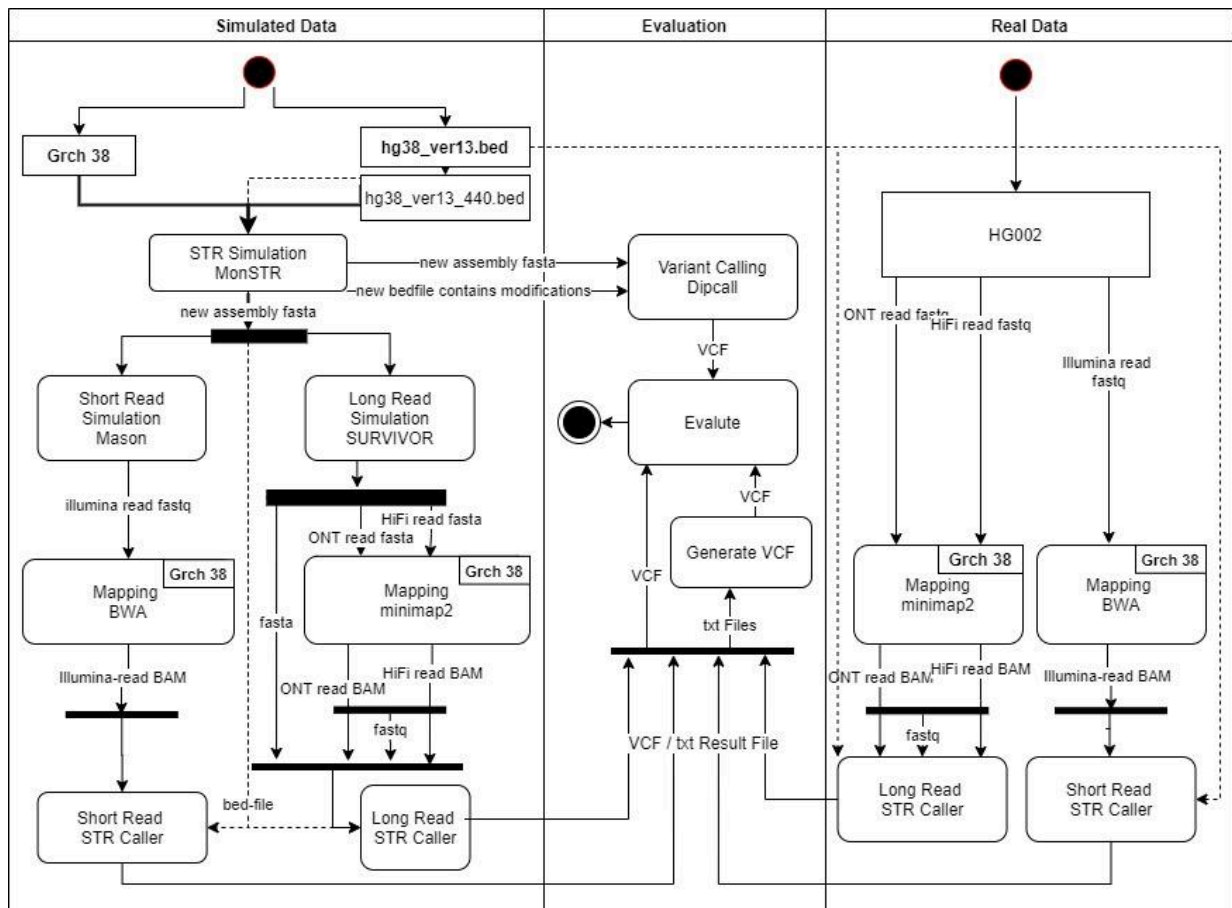 Simulated Data
Evaluation
Real Data
Grch 38
hg38_ver13.bed
hg38_ver13_440.bed
STR Simulation
MonSTR
new assembly fasta
new bedfile contains modifications
new assembly fasta
Variant Calling
Dipcall
HG002
ONT read fastq
HiFi read fastq
Illumina read
fastq
VCF
Short Read
Simulation
Mason
Long Read
Simulation
SURVIVOR
Evalute
illumina read fastq
HiFi read fasta
ONT read fasta
VCF
Generate VCF
Grch 38
Mapping
BWA
Grch 38
Mapping
minimap2
fasta
VCF
txt Files
Grch 38
Mapping
minimap2
Grch 38
Mapping
BWA
Illumina-read BAM
HiFi read BAM
ONT read BAM
fastq
HiFi read BAM
ONT read BAM
Illumina-read BAM
fastq
VCF / txt Result File
bed-file
Short Read
STR Caller
Long Read
STR Caller
Long Read
STR Caller
Short Read
STR Caller